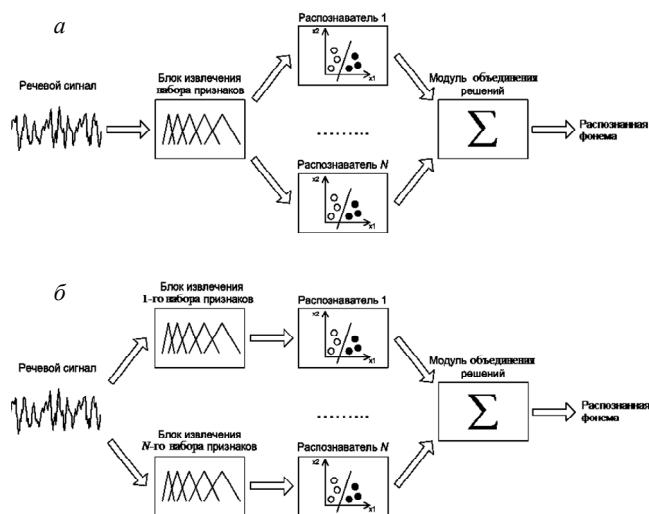 а
Распознаватель 1
x2
x1
Речевой сигнал
Блок извлечения
набора признаков
Модуль объединения
решений
Σ
Распознанная
фонема
Распознаватель N
x2
x1
б
Блок извлечения
1-го набора признаков
Распознаватель 1
x2
x1
Речевой сигнал
Модуль объединения
решений
Σ
Распознанная
фонема
Блок извлечения
N-го набора признаков
Распознаватель N
x2
x1